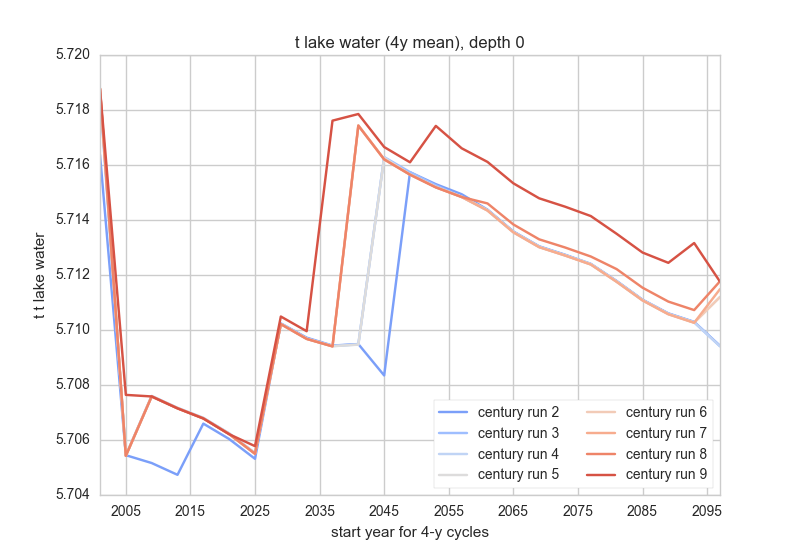 t lake water (4y mean), depth 0
5.720
5.718
5.716
5.714
5.712
5.710
5.708
5.706
5.704
t t lake water
century run 2
century run 3
century run 4
century run 5
century run 6
century run 7
century run 8
century run 9
2005 2015 2025 2035 2045 2055 2065 2075 2085 2095
start year for 4-y cycles